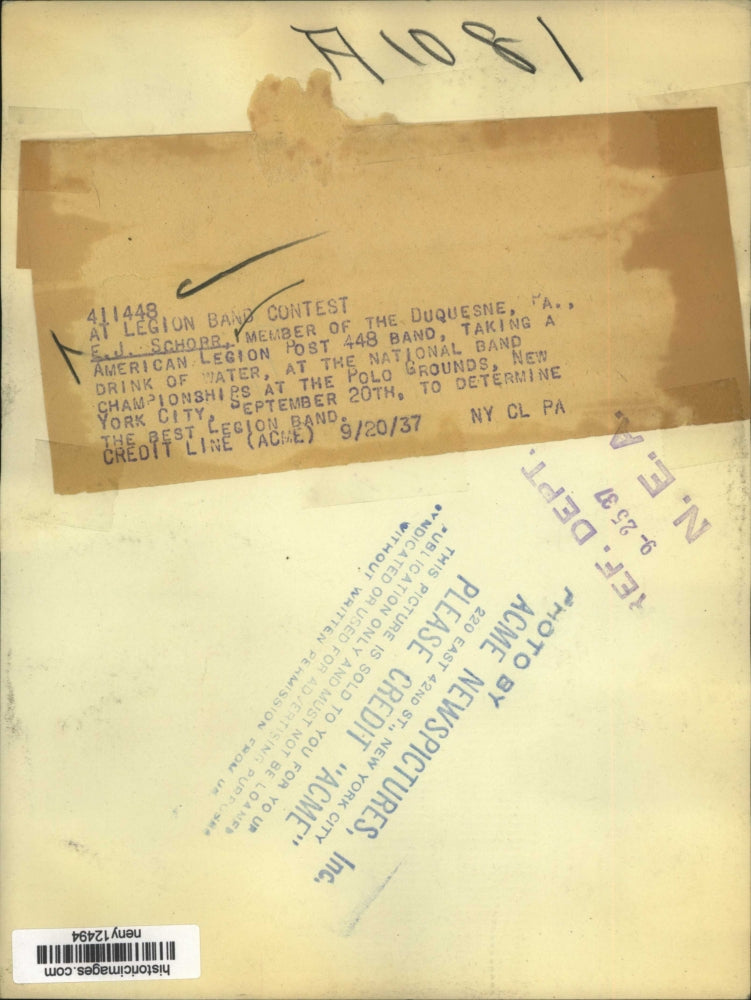 A1081
411448
AT LEGION BAND CONTEST
E.J. SCHORR, MEMBER OF THE DUQUESNE, PA.,
AMERICAN LEGION POST 448 BAND, TAKING A
DRINK OF WATER, AT THE NATIONAL BAND
CHAMPIONSHIPS AT THE POLO GROUNDS, NEW
YORK CITY, SEPTEMBER 20TH, TO DETERMINE
THE BEST LEGION BAND.
CREDIT LINE (ACME) 9/20/37 NY CL PA
REF. DEPT.
9-25 37
N. E. A.
PHOTO BY
ACME NEWSPICTURES, Inc.
220 EAST 42ND ST., NEW YORK CITY
PLEASE CREDIT "ACME"
THIS PICTURE IS SOLD TO YOU FOR YOUR
PUBLICATION ONLY AND MUST NOT BE LOANED
SYNDICATED OR USED FOR ADVERTISING PURPOSES
WITHOUT WRITTEN PERMISSION FROM US
historicimages.com
neny12494